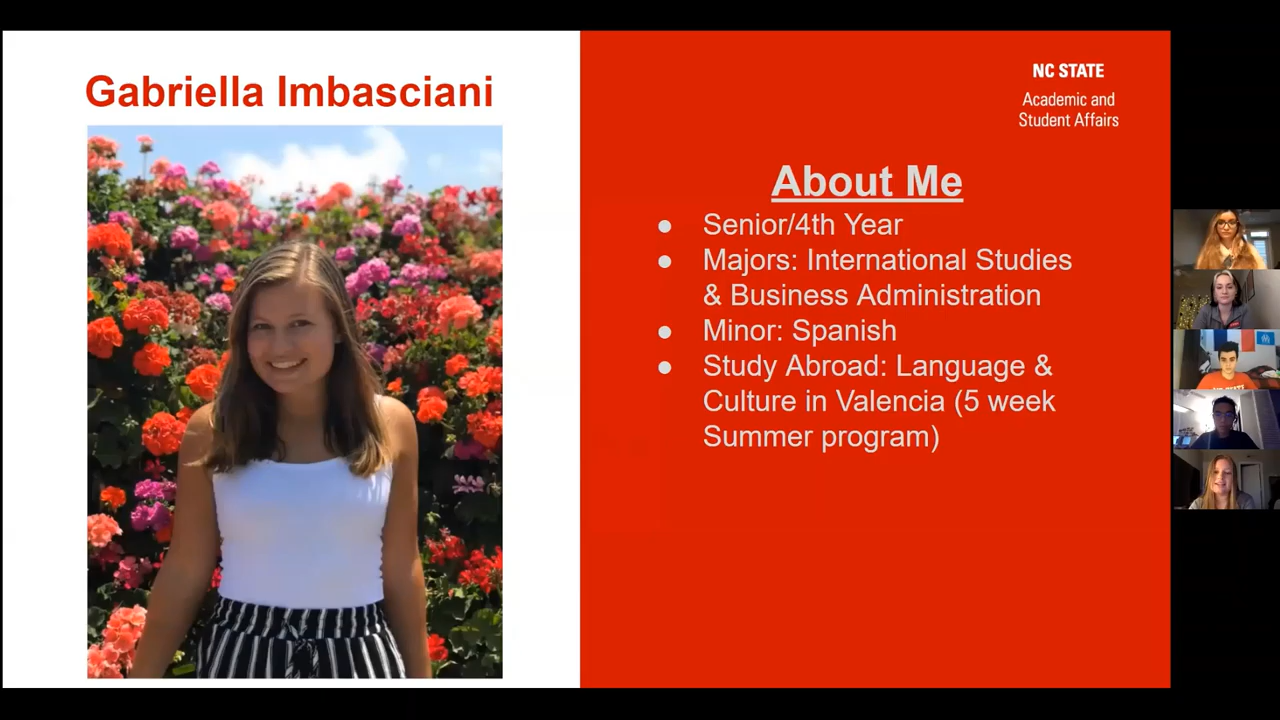 Gabriella Imbasciani
NC STATE
Academic and
Student Affairs
About Me
● Senior/4th Year
● Majors: International Studies
& Business Administration
● Minor: Spanish
● Study Abroad: Language &
Culture in Valencia (5 week
Summer program)